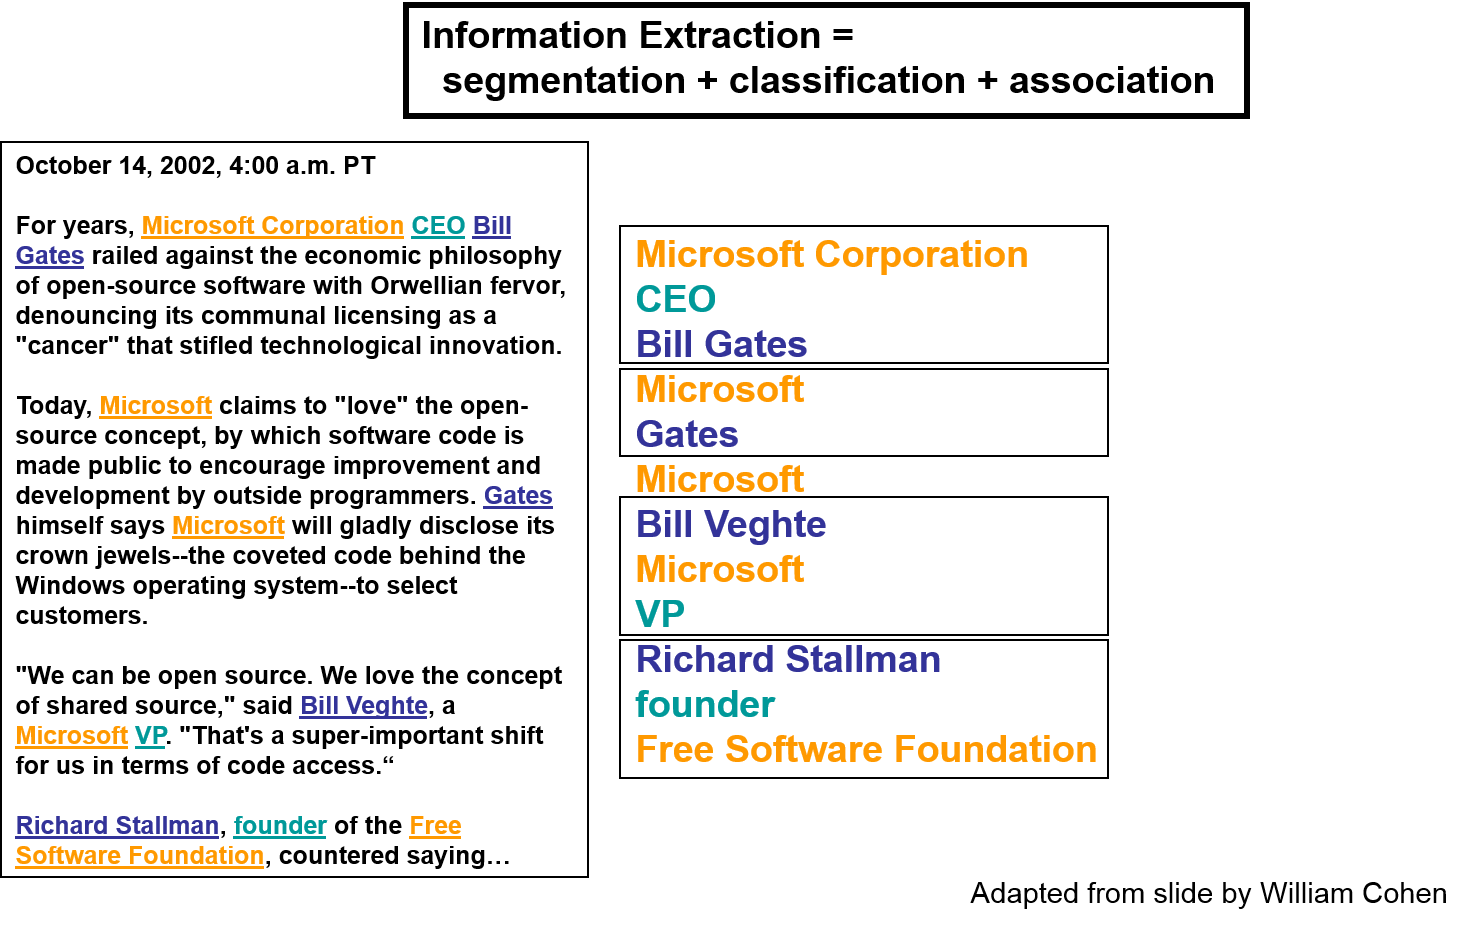 Information Extraction =
segmentation + classification + association
October 14, 2002, 4:00 a.m. PT
For years, Microsoft Corporation CEO Bill
Gates railed against the economic philosophy
of open-source software with Orwellian fervor,
denouncing its communal licensing as a
"cancer" that stifled technological innovation.
Today, Microsoft claims to "love" the open-
source concept, by which software code is
made public to encourage improvement and
development by outside programmers. Gates
himself says Microsoft will gladly disclose its
crown jewels--the coveted code behind the
Windows operating system--to select
customers.
"We can be open source. We love the concept
of shared source," said Bill Veghte, a
Microsoft VP. "That's a super-important shift
for us in terms of code access.“
Richard Stallman, founder of the Free
Software Foundation, countered saying…
Microsoft Corporation
CEO
Bill Gates
Microsoft
Gates
Microsoft
Bill Veghte
Microsoft
VP
Richard Stallman
founder
Free Software Foundation
Adapted from slide by William Cohen